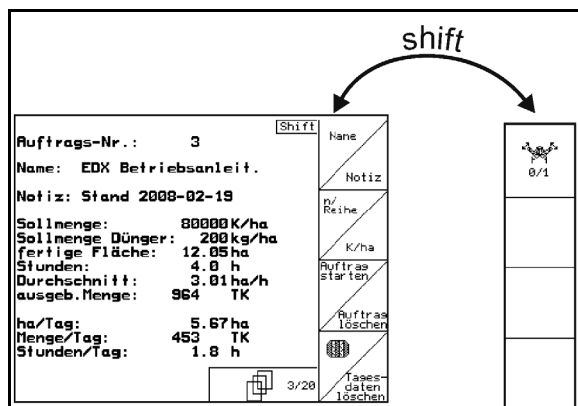 shift
Shift
Auftrags-Nr.: 3
Name: EDX Betriebsanleit.
Notiz: Stand 2008-02-19
Sollmenge: 80000 K/ha
Sollmenge Dünger: 200 kg/ha
fertige Fläche: 12.05 ha
Stunden: 4.0 h
Durchschnitt: 3.01 ha/h
ausgeb.Menge: 964 TK
ha/Tag: 5.67 ha
Menge/Tag: 453 TK
Stunden/Tag: 1.8 h
3/20
Name
Notiz
n/
Reihe
K/ha
Auftrag
starten
Auftrag
löschen
Tages-
daten
löschen
0/1